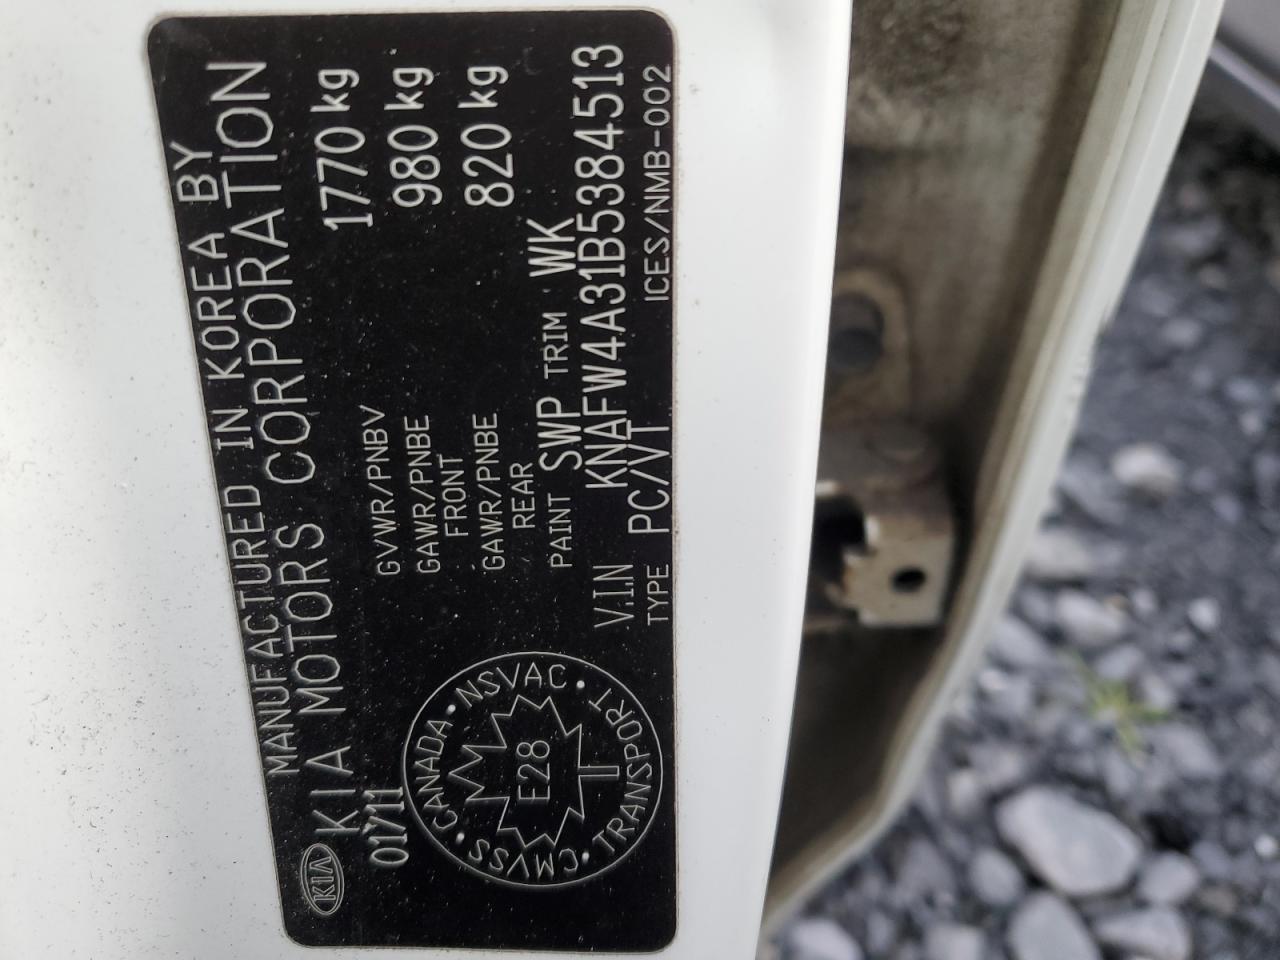 MANUFACTURED IN KOREA BY
KIA KIA MOTORS CORPORATION
01/11 GVWR/PNBV 1770 kg
GAWR/PNBE FRONT 980 kg
GAWR/PNBE REAR 820 kg
PAINT SWP TRIM WK
V.I.N KNAFW4A31B5384513
TYPE PC/VT ICES/NMB-002
CANADA • NSVAC • TRANSPORT • CMVSS •
E28